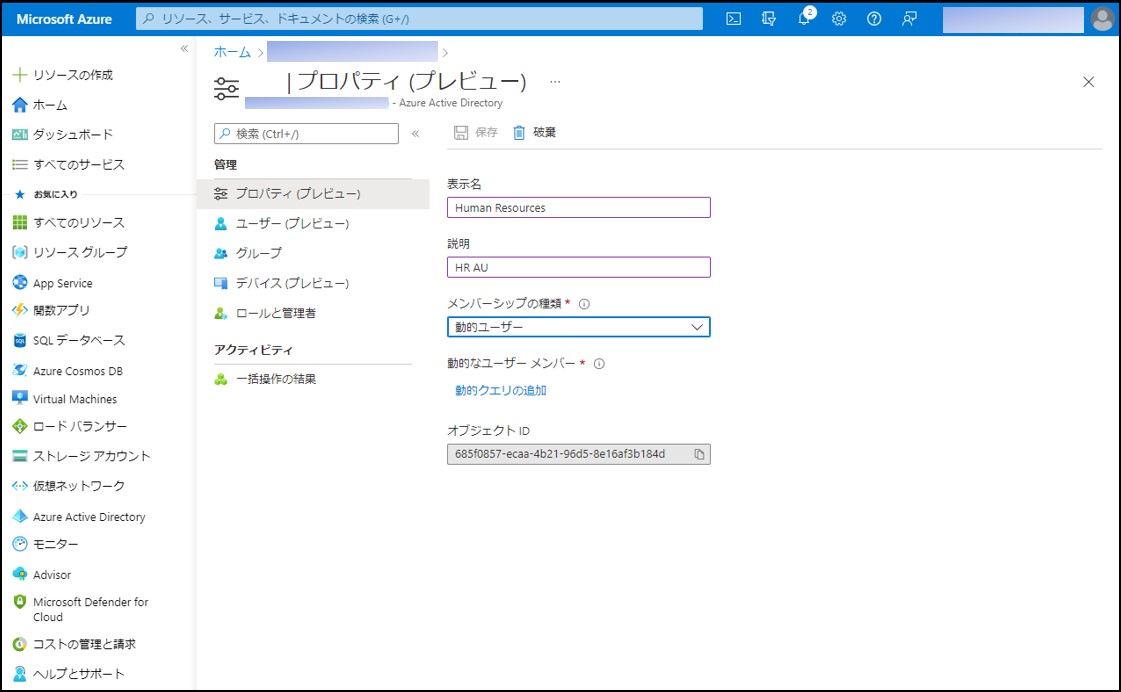 Microsoft Azure
リソース、サービス、ドキュメントの検索 (G+/)
2
«
リソースの作成
ホーム
ダッシュボード
すべてのサービス
お気に入り
すべてのリソース
リソース グループ
App Service
関数アプリ
SQL データベース
Azure Cosmos DB
Virtual Machines
ロード バランサー
ストレージ アカウント
仮想ネットワーク
Azure Active Directory
モニター
Advisor
Microsoft Defender for
Cloud
コストの管理と請求
ヘルプとサポート
ホーム >
| プロパティ (プレビュー) ...
- Azure Active Directory
検索 (Ctrl+/) «
管理
プロパティ (プレビュー)
ユーザー (プレビュー)
グループ
デバイス (プレビュー)
ロールと管理者
アクティビティ
一括操作の結果
保存 破棄
表示名
Human Resources
説明
HR AU
メンバーシップの種類 *
動的ユーザー
動的なユーザー メンバー *
動的クエリの追加
オブジェクト ID
685f0857-ecaa-4b21-96d5-8e16af3b184d